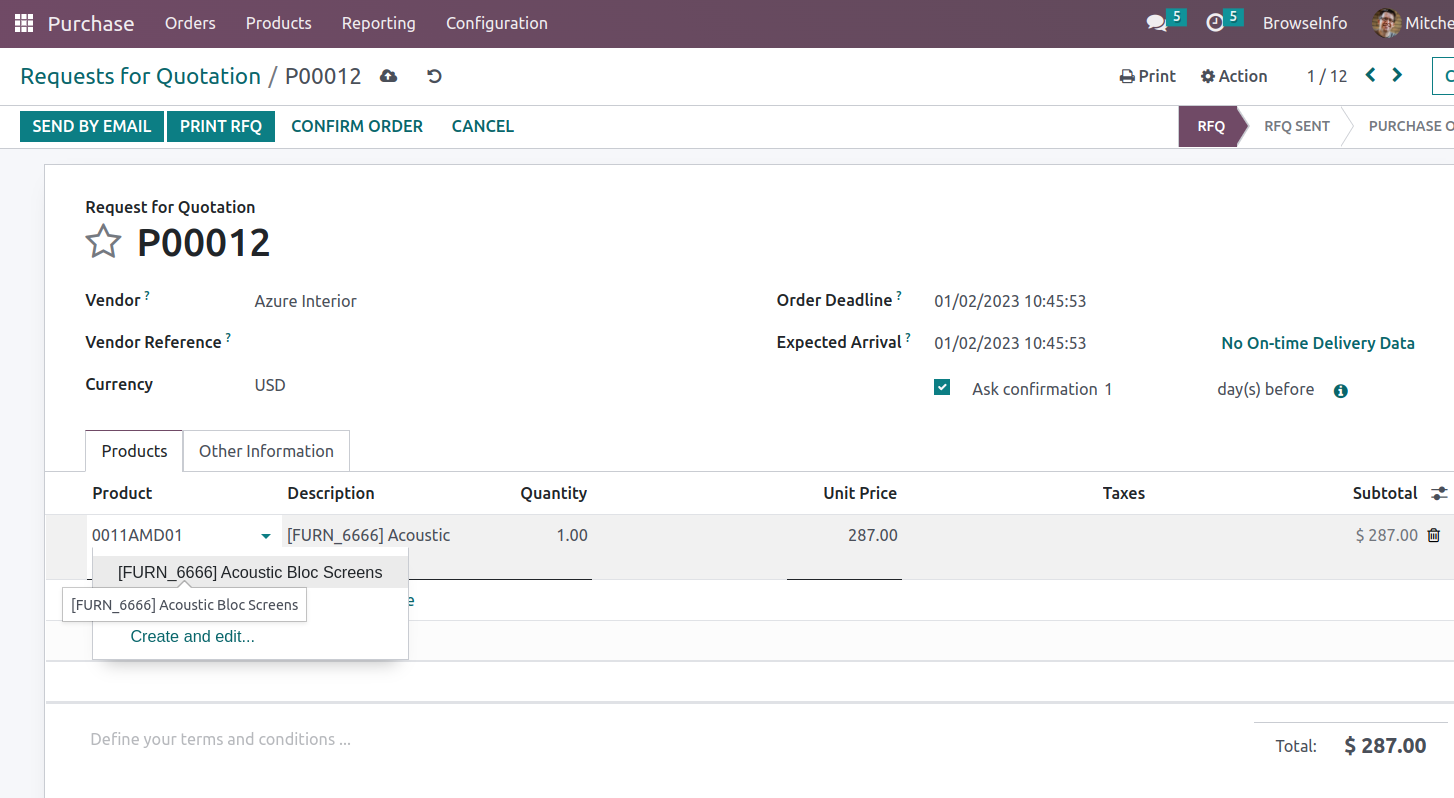 Purchase Orders Products Reporting Configuration 5 5 BrowseInfo Mitche
Requests for Quotation / P00012 Print Action 1 / 12
SEND BY EMAIL PRINT RFQ CONFIRM ORDER CANCEL RFQ RFQ SENT PURCHASE O
Request for Quotation
P00012
Vendor ? Azure Interior Order Deadline ? 01/02/2023 10:45:53
Vendor Reference ? Expected Arrival ? 01/02/2023 10:45:53 No On-time Delivery Data
Currency USD Ask confirmation 1 day(s) before
Products Other Information
Product Description Quantity Unit Price Taxes Subtotal
0011AMD01 [FURN_6666] Acoustic 1.00 287.00 $ 287.00
[FURN_6666] Acoustic Bloc Screens
[FURN_6666] Acoustic Bloc Screens e
Create and edit...
Define your terms and conditions ...
Total: $ 287.00